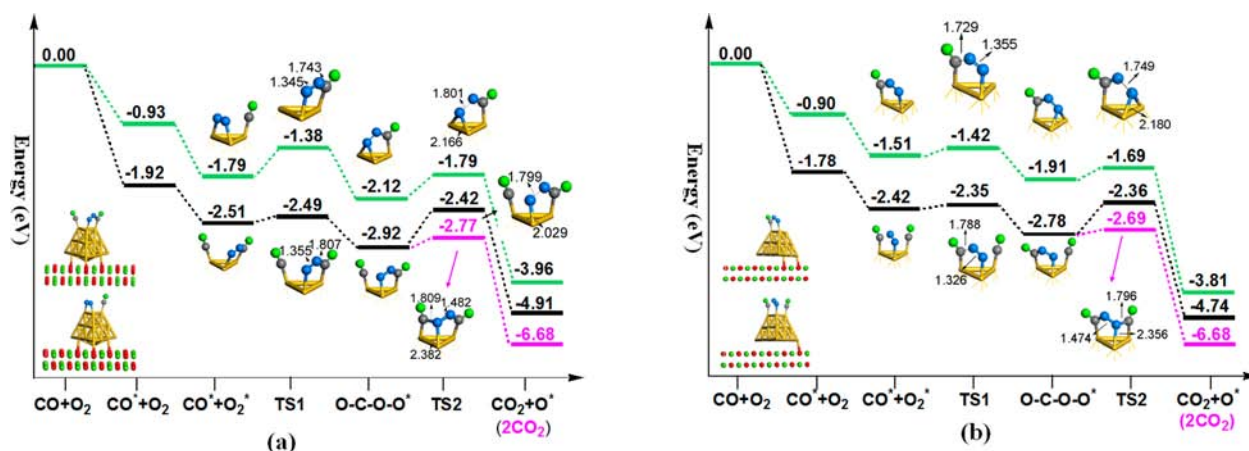 0.00
-0.93
-1.92
-1.79
-2.51
1.743
1.345
-1.38
-2.49
1.355
1.807
-2.12
-2.92
1.801
2.166
-1.79
-2.42
-2.77
1.799
2.029
1.809
1.482
2.382
-3.96
-4.91
-6.68
Energy (eV)
CO+O₂
CO*+O₂
CO*+O₂*
TS1
O-C-O-O*
TS2
CO₂+O*
(2CO₂)
(a)
0.00
-0.90
-1.78
-1.51
-2.42
1.729
1.355
-1.42
-2.35
1.788
1.326
-1.91
-2.78
1.749
2.180
-1.69
-2.36
-2.69
1.796
1.474
2.356
-3.81
-4.74
-6.68
Energy (eV)
CO+O₂
CO*+O₂
CO*+O₂*
TS1
O-C-O-O*
TS2
CO₂+O*
(2CO₂)
(b)